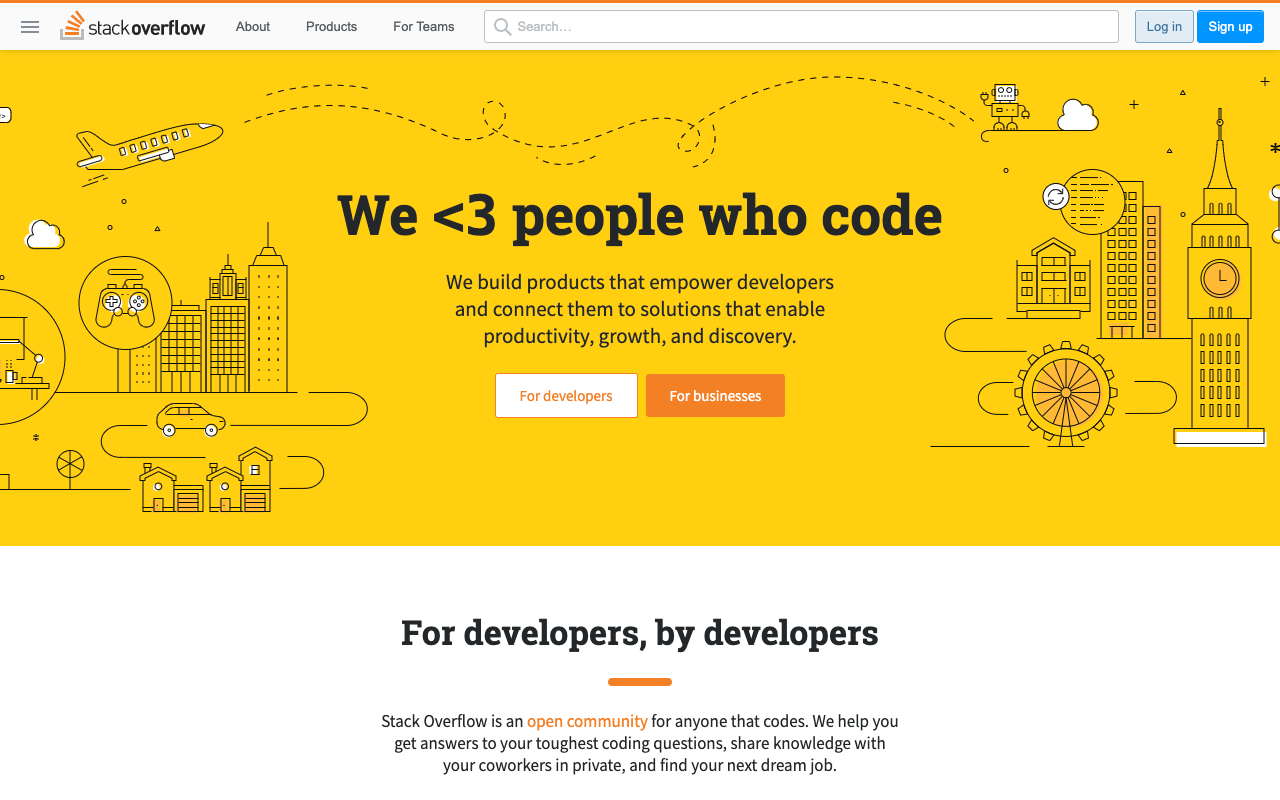 stack overflow
About
Products
For Teams
Search...
Log in
Sign up
We <3 people who code
We build products that empower developers
and connect them to solutions that enable
productivity, growth, and discovery.
For developers
For businesses
For developers, by developers
Stack Overflow is an open community for anyone that codes. We help you
get answers to your toughest coding questions, share knowledge with
your coworkers in private, and find your next dream job.